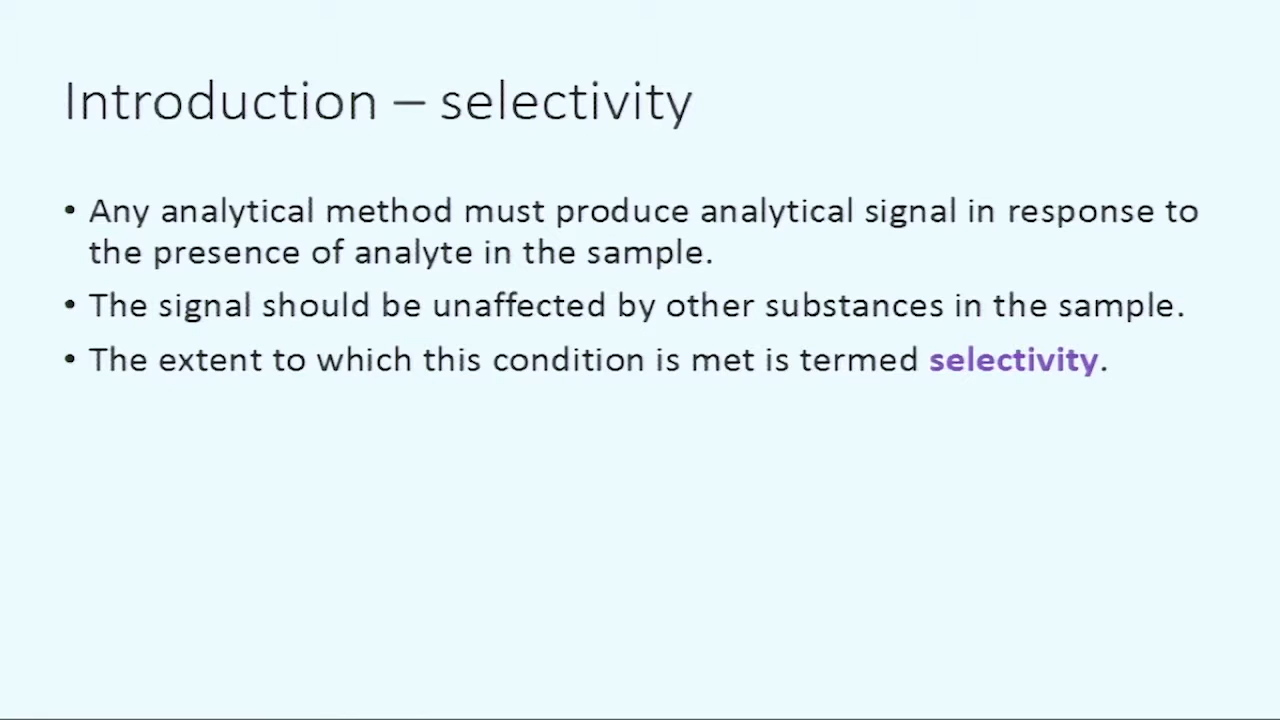 Introduction – selectivity
• Any analytical method must produce analytical signal in response to
the presence of analyte in the sample.
• The signal should be unaffected by other substances in the sample.
• The extent to which this condition is met is termed selectivity.